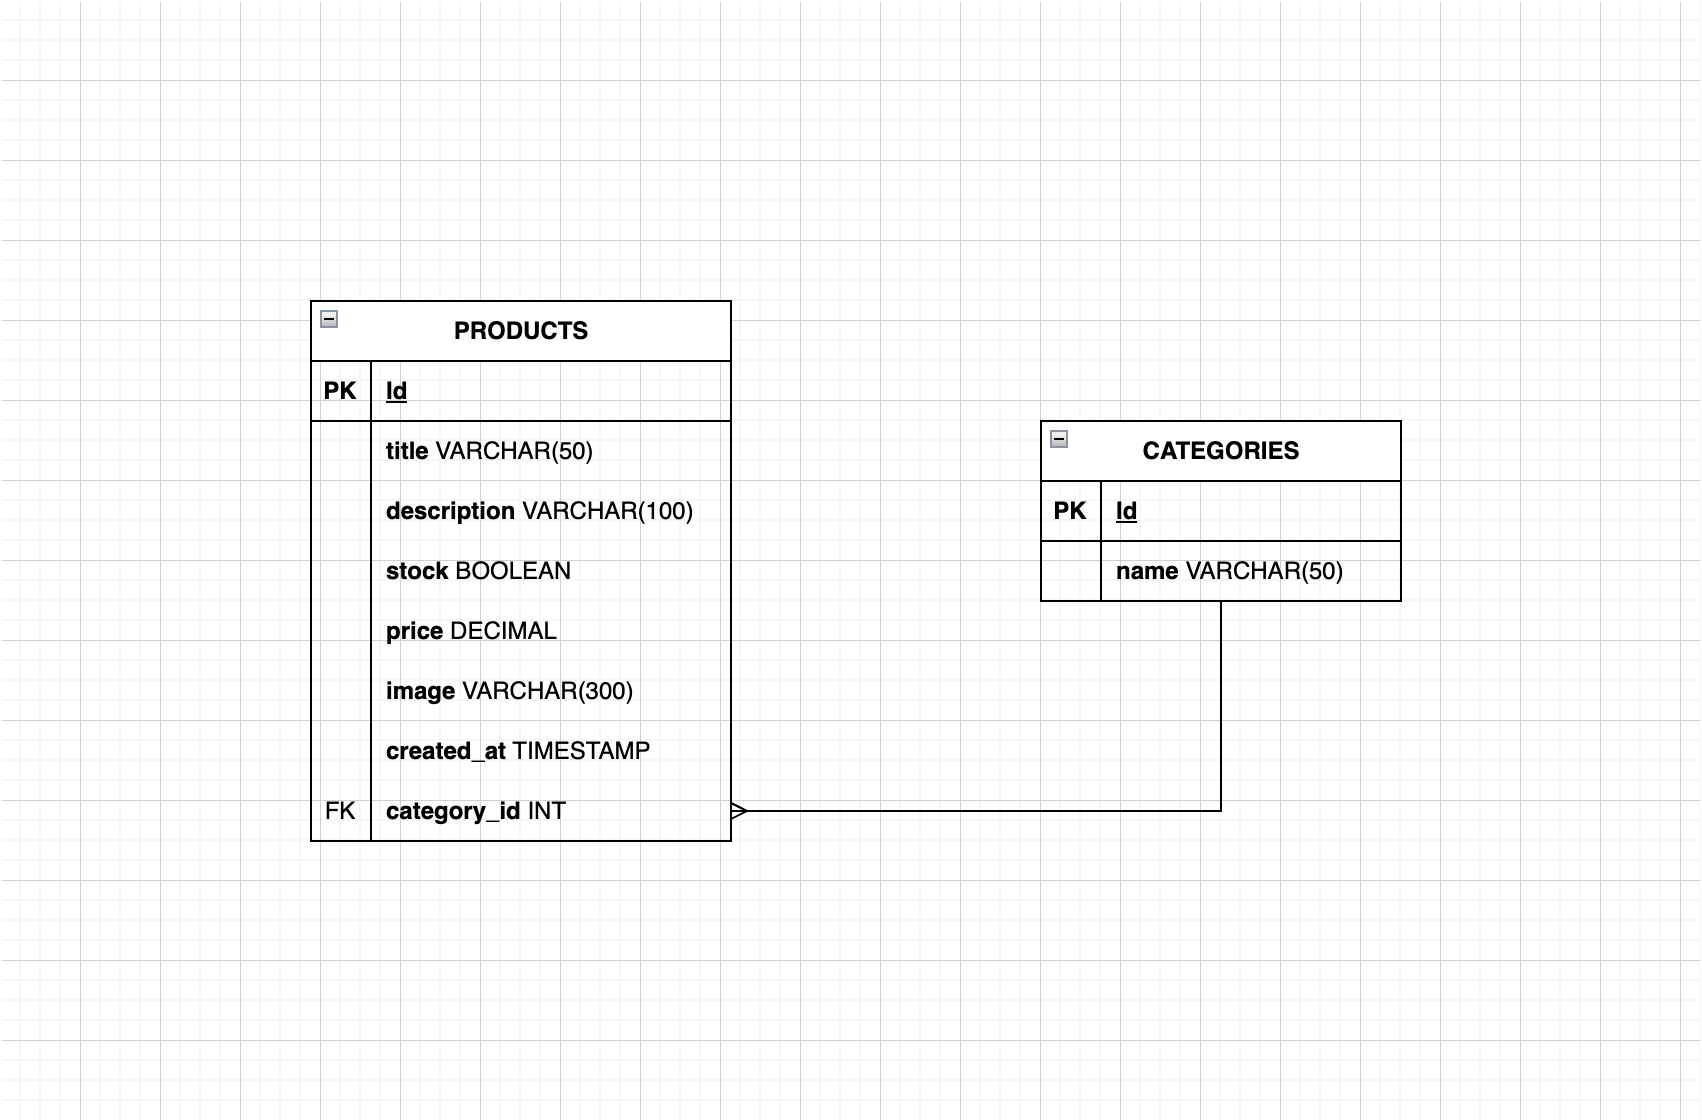 PRODUCTS
PK Id
title VARCHAR(50)
description VARCHAR(100)
stock BOOLEAN
price DECIMAL
image VARCHAR(300)
created_at TIMESTAMP
FK category_id INT
CATEGORIES
PK Id
name VARCHAR(50)